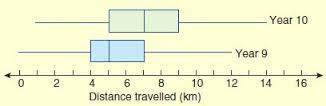 Year 10
Year 9
0 2 4 6 8 10 12 14 16
Distance travelled (km)